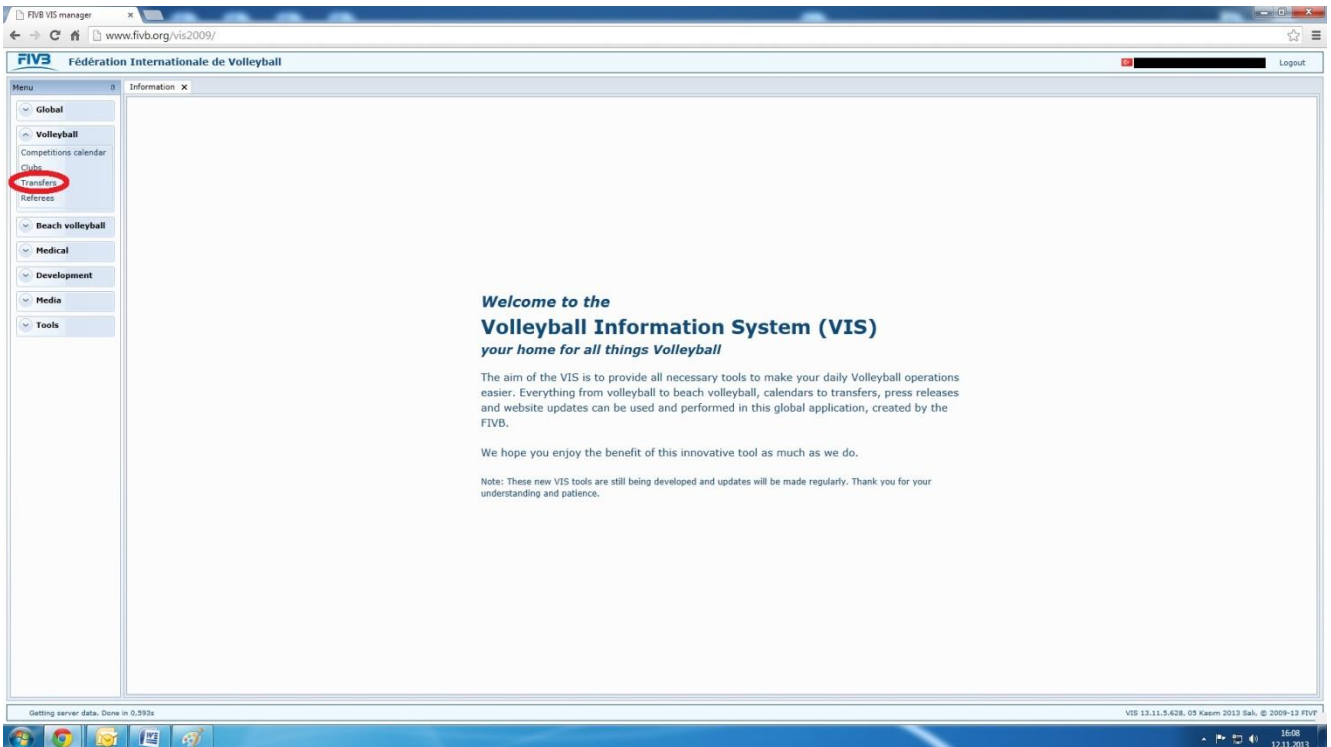 FIVB VIS manager
www.fivb.org/vis2009/
FIVB Fédération Internationale de Volleyball
Logout
Menu
Information
Global
Volleyball
Competitions calendar
Clubs
Transfers
Referees
Beach volleyball
Medical
Development
Media
Tools
Welcome to the
Volleyball Information System (VIS)
your home for all things Volleyball
The aim of the VIS is to provide all necessary tools to make your daily Volleyball operations
easier. Everything from volleyball to beach volleyball, calendars to transfers, press releases
and website updates can be used and performed in this global application, created by the
FIVB.
We hope you enjoy the benefit of this innovative tool as much as we do.
Note: These new VIS tools are still being developed and updates will be made regularly. Thank you for your
understanding and patience.
Getting server data. Done in 0,593s
VIS 13.11.5.628, 05 Kasım 2013 Salı, © 2009-13 FIVB
16:08
12.11.2013